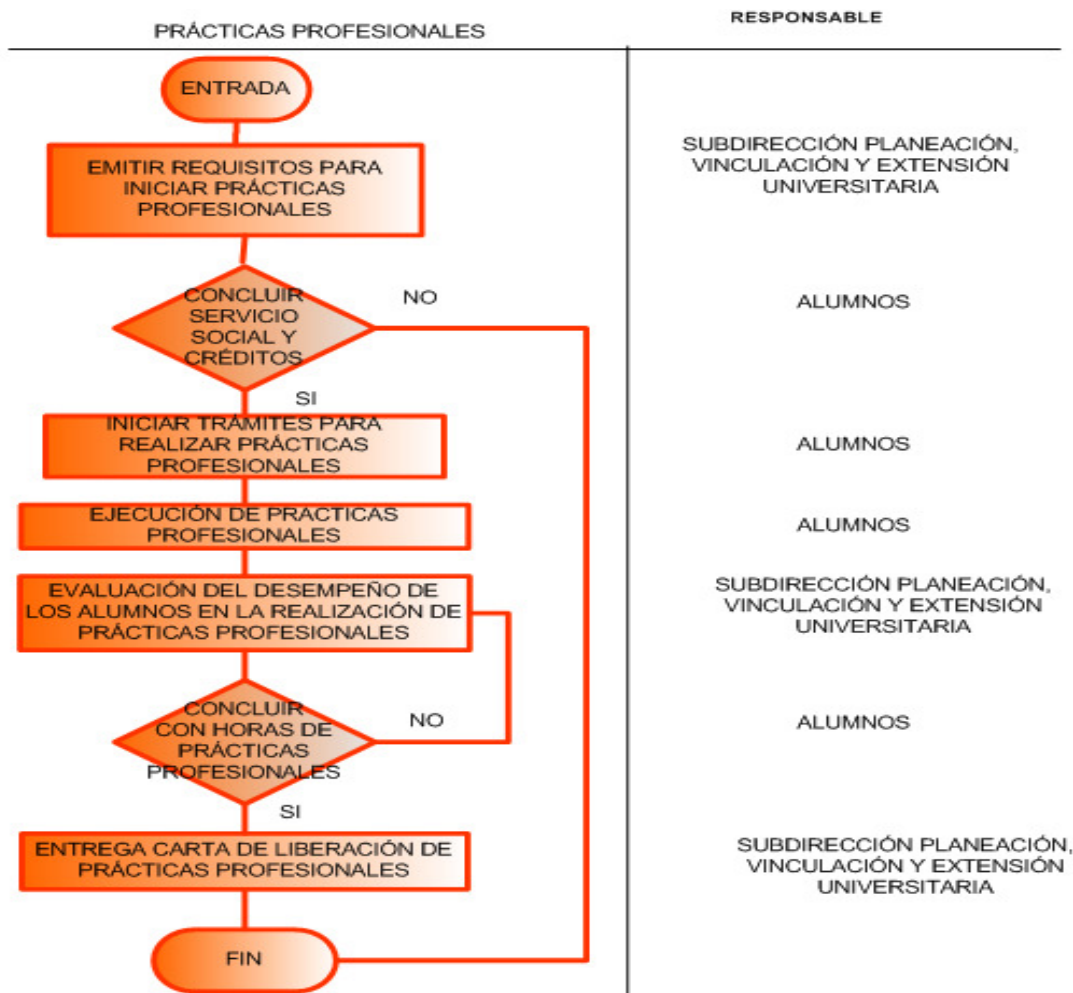 PRÁCTICAS PROFESIONALES
RESPONSABLE
ENTRADA
EMITIR REQUISITOS PARA
INICIAR PRÁCTICAS
PROFESIONALES
SUBDIRECCIÓN PLANEACIÓN,
VINCULACIÓN Y EXTENSIÓN
UNIVERSITARIA
CONCLUIR
SERVICIO
SOCIAL Y
CRÉDITOS
NO
ALUMNOS
SI
INICIAR TRÁMITES PARA
REALIZAR PRÁCTICAS
PROFESIONALES
ALUMNOS
EJECUCIÓN DE PRACTICAS
PROFESIONALES
ALUMNOS
EVALUACIÓN DEL DESEMPEÑO DE
LOS ALUMNOS EN LA REALIZACIÓN DE
PRÁCTICAS PROFESIONALES
SUBDIRECCIÓN PLANEACIÓN,
VINCULACIÓN Y EXTENSIÓN
UNIVERSITARIA
CONCLUIR
CON HORAS DE
PRÁCTICAS
PROFESIONALES
NO
ALUMNOS
SI
ENTREGA CARTA DE LIBERACIÓN DE
PRÁCTICAS PROFESIONALES
SUBDIRECCIÓN PLANEACIÓN,
VINCULACIÓN Y EXTENSIÓN
UNIVERSITARIA
FIN